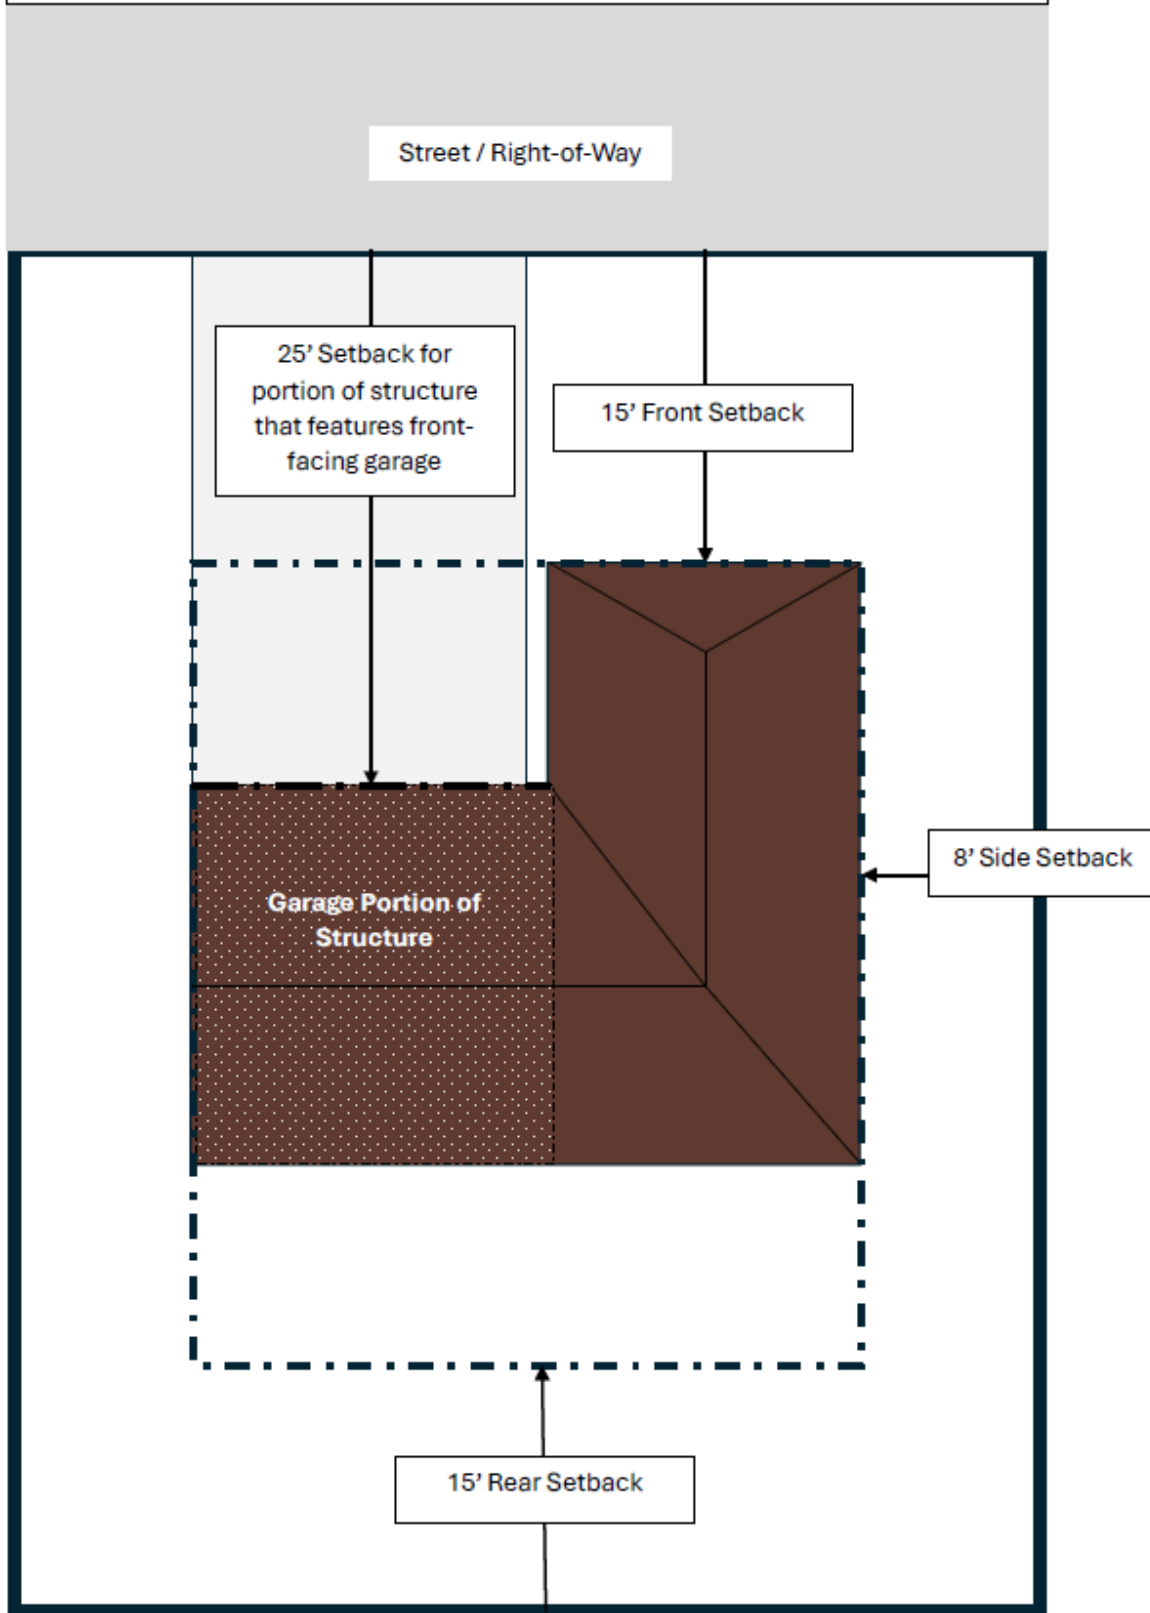 Street / Right-of-Way
25’ Setback for
portion of structure
that features front-
facing garage
15’ Front Setback
8’ Side Setback
Garage Portion of
Structure
15’ Rear Setback